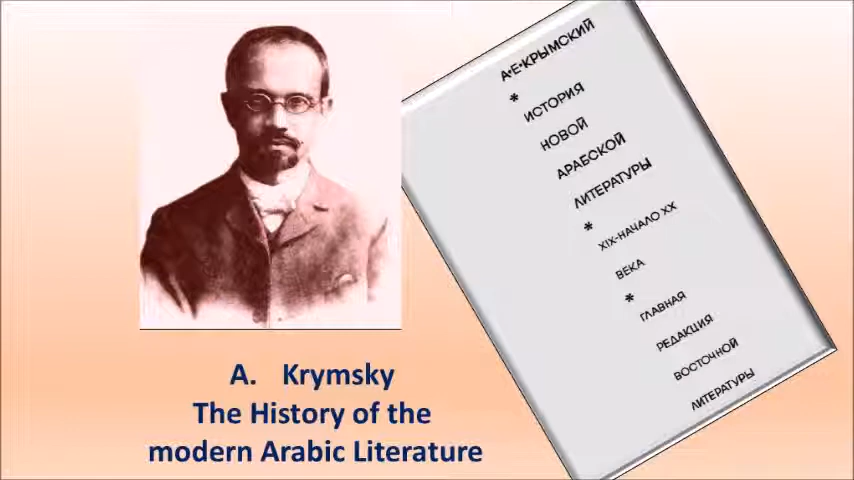 А•Е•КРЫМСКИЙ
*
ИСТОРИЯ
НОВОЙ
АРАБСКОЙ
ЛИТЕРАТУРЫ
*
XIX-НАЧАЛО XX
ВЕКА
*
ГЛАВНАЯ
РЕДАКЦИЯ
ВОСТОЧНОЙ
ЛИТЕРАТУРЫ
A. Krymsky
The History of the
modern Arabic Literature